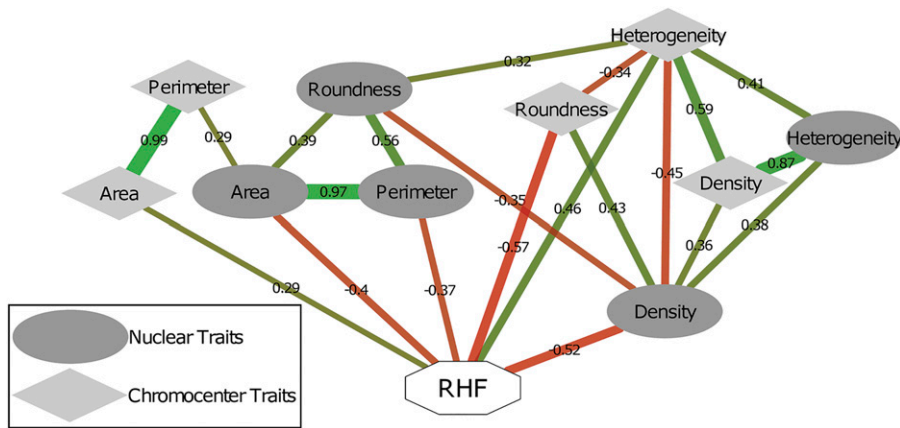 Heterogeneity
0.32
-0.34
0.41
Perimeter
Roundness
0.59
Roundness
0.99
0.29
0.39
0.56
Heterogeneity
0.87
-0.45
Density
Area
Area
0.97
Perimeter
-0.35
0.46
0.43
-0.57
0.36
0.38
0.29
-0.4
-0.37
Density
-0.52
RHF
Nuclear Traits
Chromocenter Traits